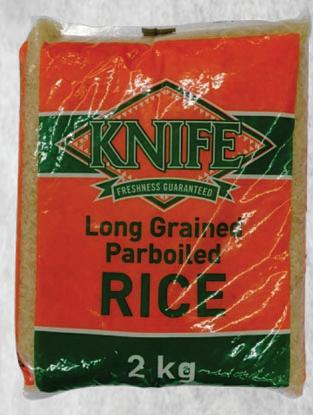 KNIFE
FRESHNESS GUARANTEED
Long Grained
Parboiled
RICE
2 kg